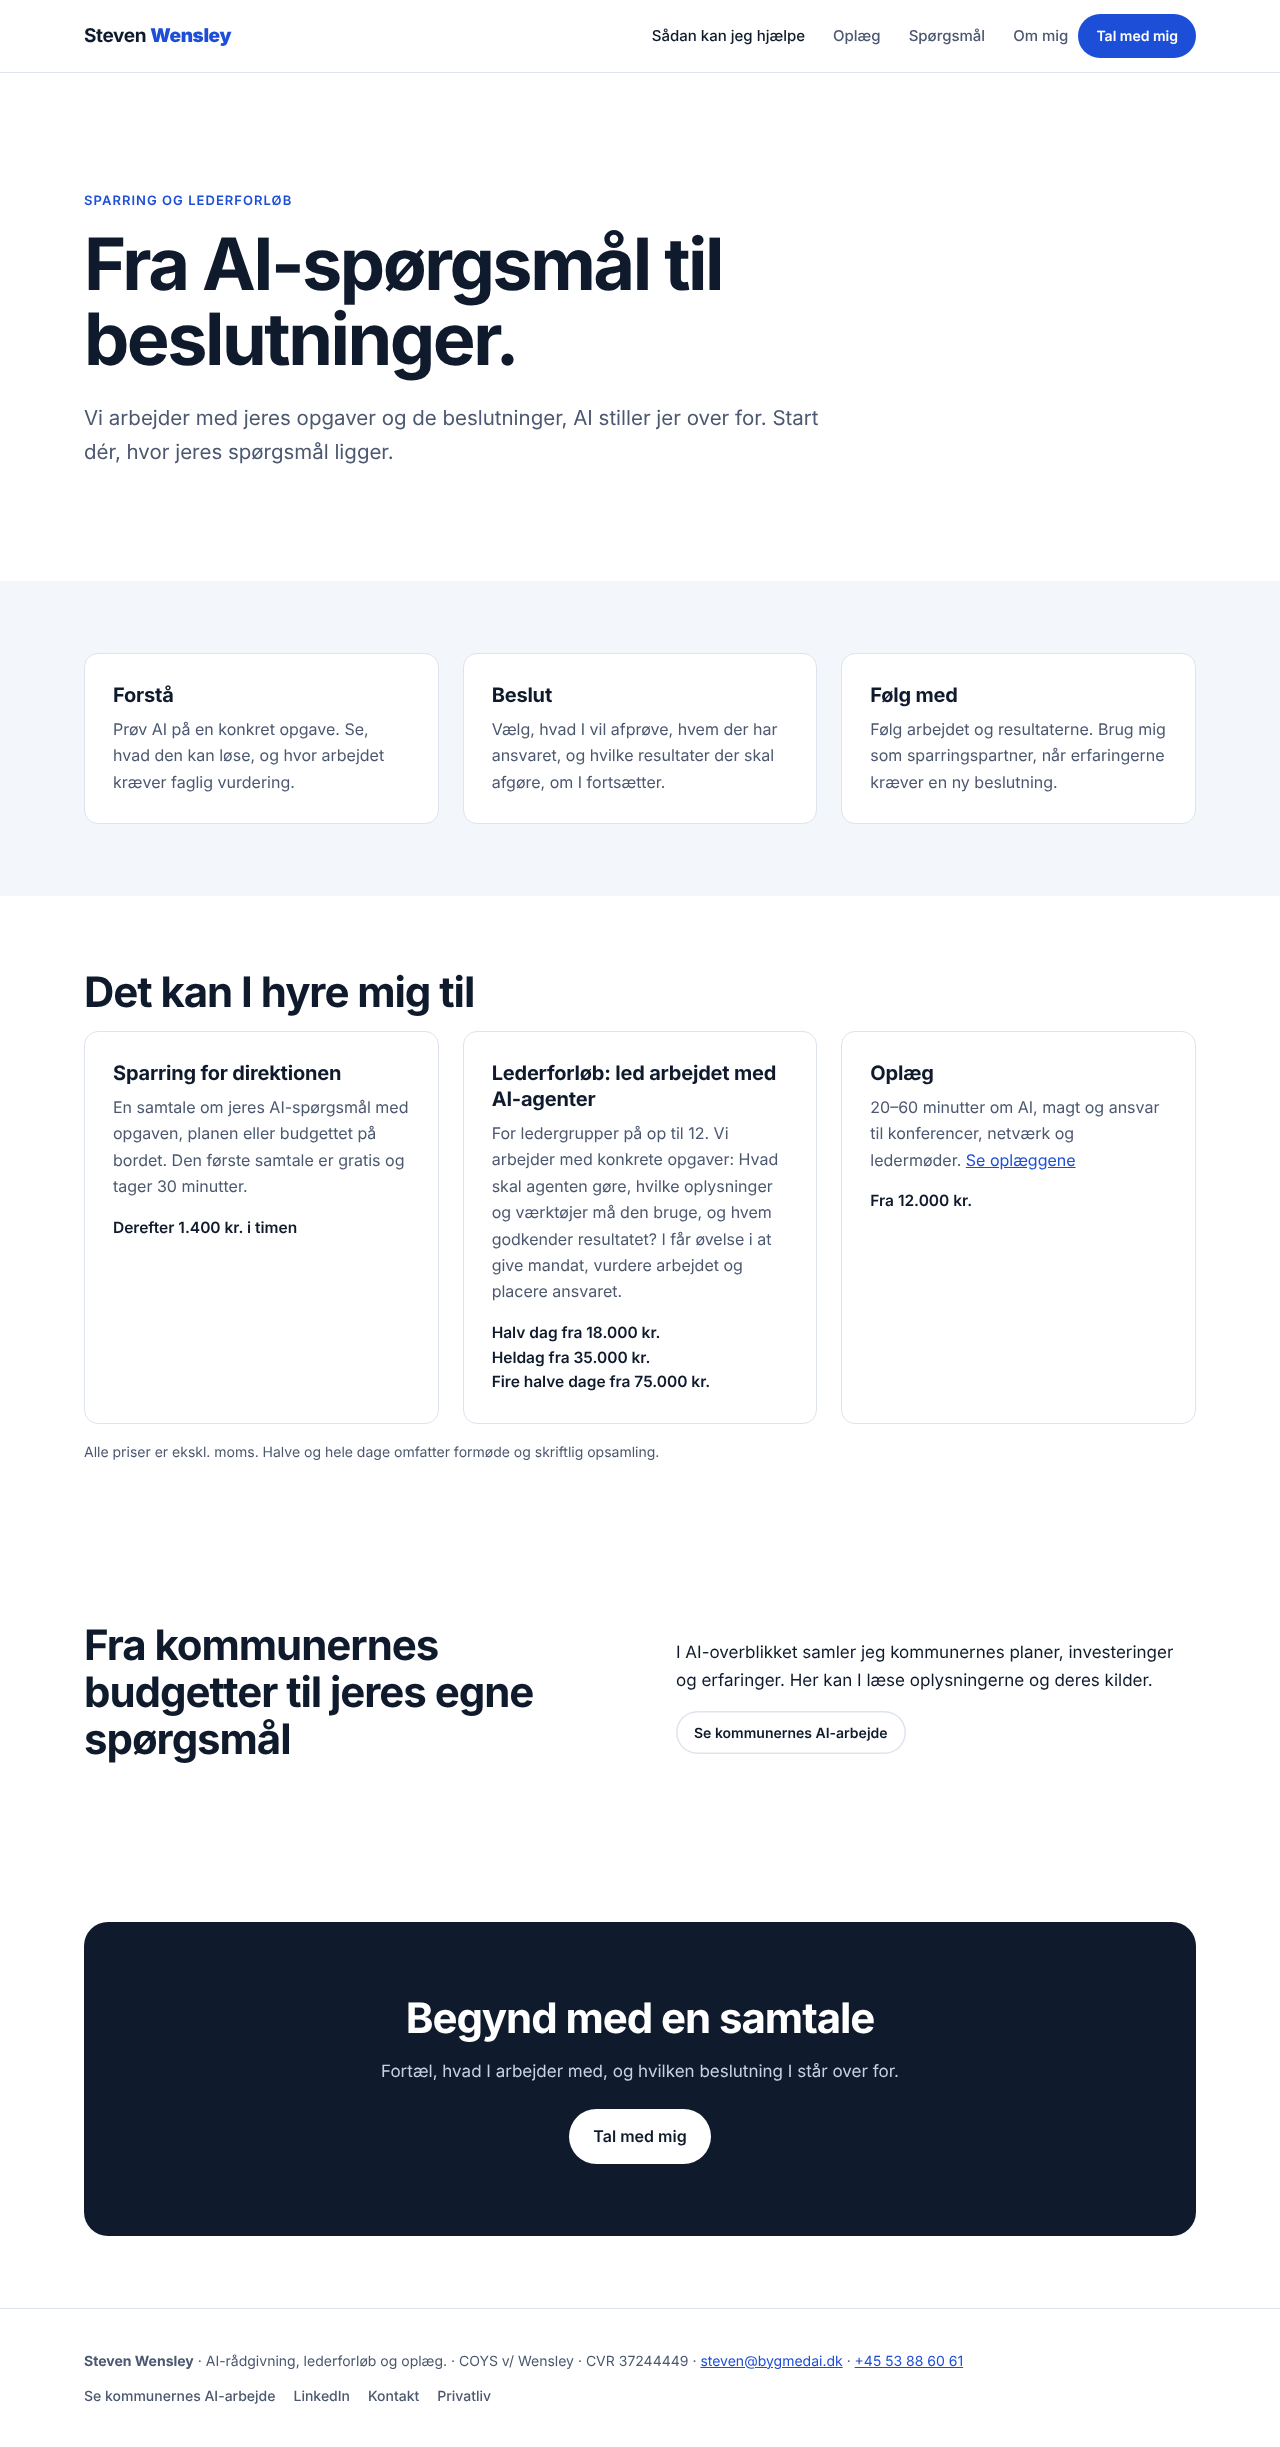 Steven Wensley
Sådan kan jeg hjælpe
Oplæg
Spørgsmål
Om mig
Tal med mig
SPARRING OG LEDERFORLØB
Fra AI-spørgsmål til
beslutninger.
Vi arbejder med jeres opgaver og de beslutninger, AI stiller jer over for. Start
dér, hvor jeres spørgsmål ligger.
Forstå
Prøv AI på en konkret opgave. Se,
hvad den kan løse, og hvor arbejdet
kræver faglig vurdering.
Beslut
Vælg, hvad I vil afprøve, hvem der har
ansvaret, og hvilke resultater der skal
afgøre, om I fortsætter.
Følg med
Følg arbejdet og resultaterne. Brug mig
som sparringspartner, når erfaringerne
kræver en ny beslutning.
Det kan I hyre mig til
Sparring for direktionen
En samtale om jeres AI-spørgsmål med
opgaven, planen eller budgettet på
bordet. Den første samtale er gratis og
tager 30 minutter.
Derefter 1.400 kr. i timen
Lederforløb: led arbejdet med
AI-agenter
For ledergrupper på op til 12. Vi
arbejder med konkrete opgaver: Hvad
skal agenten gøre, hvilke oplysninger
og værktøjer må den bruge, og hvem
godkender resultatet? I får øvelse i at
give mandat, vurdere arbejdet og
placere ansvaret.
Halv dag fra 18.000 kr.
Heldag fra 35.000 kr.
Fire halve dage fra 75.000 kr.
Oplæg
20–60 minutter om AI, magt og ansvar
til konferencer, netværk og
ledermøder. Se oplæggene
Fra 12.000 kr.
Alle priser er ekskl. moms. Halve og hele dage omfatter formøde og skriftlig opsamling.
Fra kommunernes
budgetter til jeres egne
spørgsmål
I AI-overblikket samler jeg kommunernes planer, investeringer
og erfaringer. Her kan I læse oplysningerne og deres kilder.
Se kommunernes AI-arbejde
Begynd med en samtale
Fortæl, hvad I arbejder med, og hvilken beslutning I står over for.
Tal med mig
Steven Wensley · AI-rådgivning, lederforløb og oplæg. · COYS v/ Wensley · CVR 37244449 · steven@bygmedai.dk · +45 53 88 60 61
Se kommunernes AI-arbejde
LinkedIn
Kontakt
Privatliv